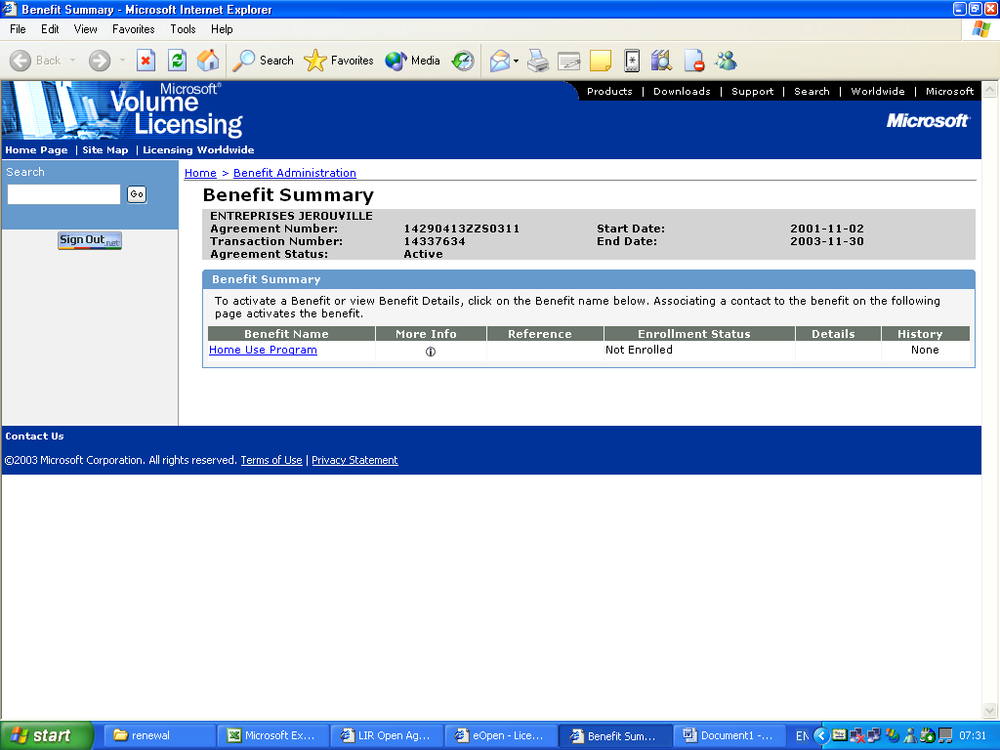 Benefit Summary - Microsoft Internet Explorer
File Edit View Favorites Tools Help
Back Search Favorites Media
Microsoft®
Volume
Licensing
Products | Downloads | Support | Search | Worldwide | Microsoft
Microsoft
Home Page | Site Map | Licensing Worldwide
Search
Go
Sign Out .net
Home > Benefit Administration
Benefit Summary
ENTREPRISES JEROUVILLE
Agreement Number: 14290413ZZS0311 Start Date: 2001-11-02
Transaction Number: 14337634 End Date: 2003-11-30
Agreement Status: Active
Benefit Summary
To activate a Benefit or view Benefit Details, click on the Benefit name below. Associating a contact to the benefit on the following
page activates the benefit.
Benefit Name More Info Reference Enrollment Status Details History
Home Use Program Not Enrolled None
Contact Us
©2003 Microsoft Corporation. All rights reserved. Terms of Use | Privacy Statement
start renewal Microsoft Ex... LIR Open Ag... eOpen - Lice... Benefit Sum... Document1 -... EN 07:31